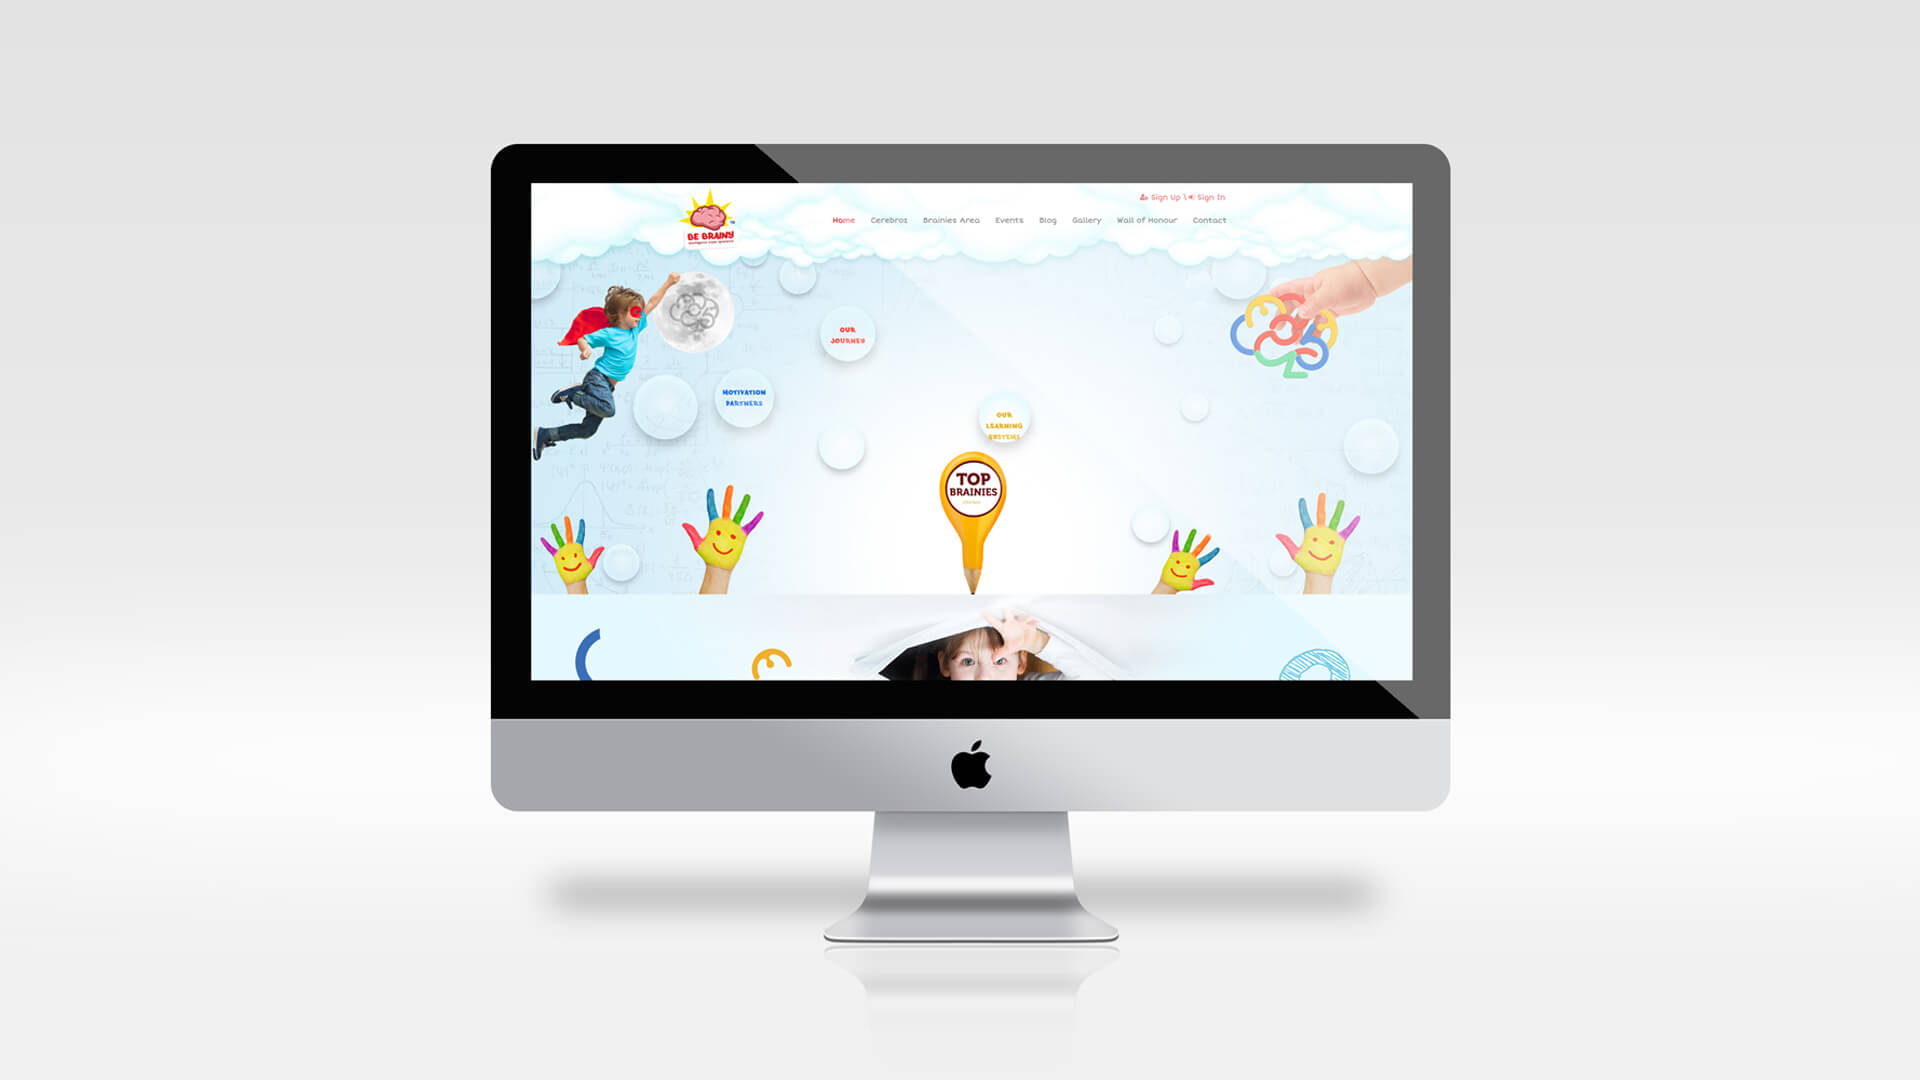 Sign Up \ Sign In
BE BRAINY
Home Cerebros Brainies Area Events Blog Gallery Wall of Honour Contact
OUR
JOURNEY
MOTIVATION
PARTNERS
OUR
LEARNING
SYSTEMS
TOP
BRAINIES